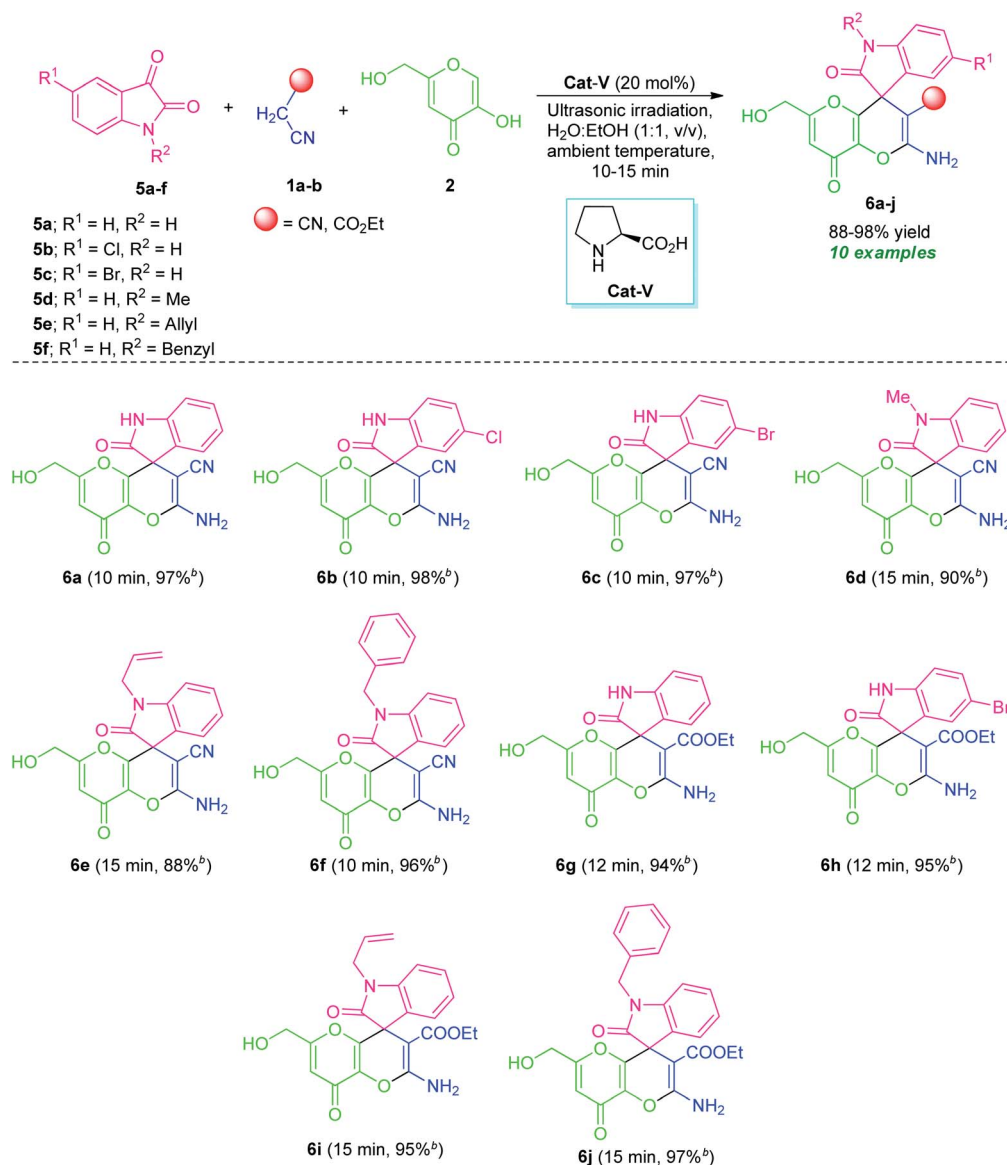 R1
O
O
N
R2
5a-f
+
H2C
CN
1a-b
+
HO
O
OH
O
2
Cat-V (20 mol%)
Ultrasonic irradiation,
H2O:EtOH (1:1, v/v),
ambient temperature,
10-15 min
N
H
CO2H
Cat-V
R2
N
O
R1
HO
O
O
O
NH2
6a-j
88-98% yield
10 examples
5a; R1 = H, R2 = H
5b; R1 = Cl, R2 = H
5c; R1 = Br, R2 = H
5d; R1 = H, R2 = Me
5e; R1 = H, R2 = Allyl
5f; R1 = H, R2 = Benzyl
= CN, CO2Et
HN
O
O
CN
HO
O
NH2
O
6a (10 min, 97%b)
HN
Cl
O
O
CN
HO
O
NH2
O
6b (10 min, 98%b)
HN
Br
O
O
CN
HO
O
NH2
O
6c (10 min, 97%b)
Me
N
O
O
CN
HO
O
NH2
O
6d (15 min, 90%b)
N
O
O
CN
HO
O
NH2
O
6e (15 min, 88%b)
N
O
O
CN
HO
O
NH2
O
6f (10 min, 96%b)
HN
O
O
COOEt
HO
O
NH2
O
6g (12 min, 94%b)
HN
Br
O
O
COOEt
HO
O
NH2
O
6h (12 min, 95%b)
N
O
O
COOEt
HO
O
NH2
O
6i (15 min, 95%b)
N
O
O
COOEt
HO
O
NH2
O
6j (15 min, 97%b)